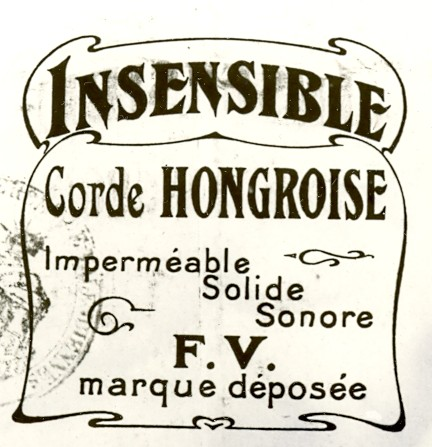 INSENSIBLE
Corde HONGROISE
Imperméable
Solide
Sonore
F. V.
marque déposée